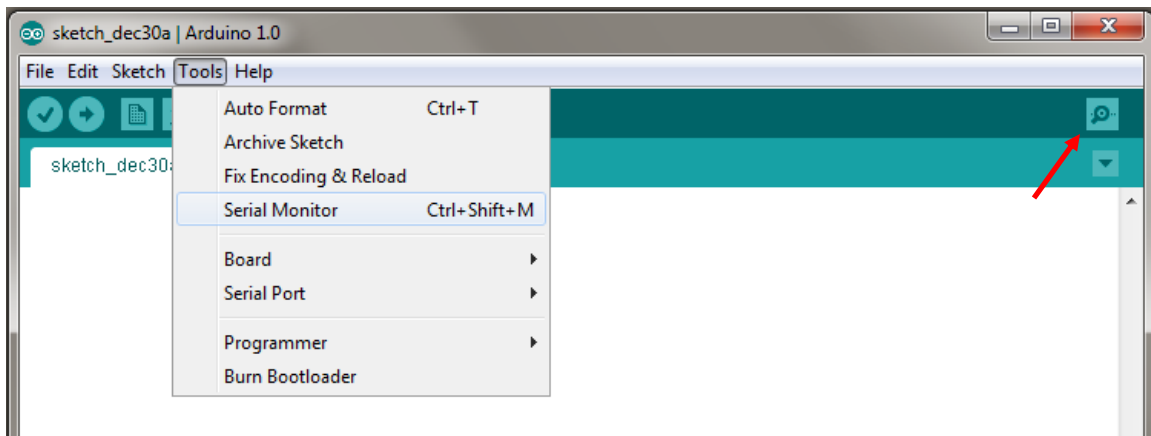 sketch_dec30a | Arduino 1.0
File Edit Sketch Tools Help
Auto Format Ctrl+T
Archive Sketch
sketch_dec30a
Fix Encoding & Reload
Serial Monitor Ctrl+Shift+M
Board
Serial Port
Programmer
Burn Bootloader